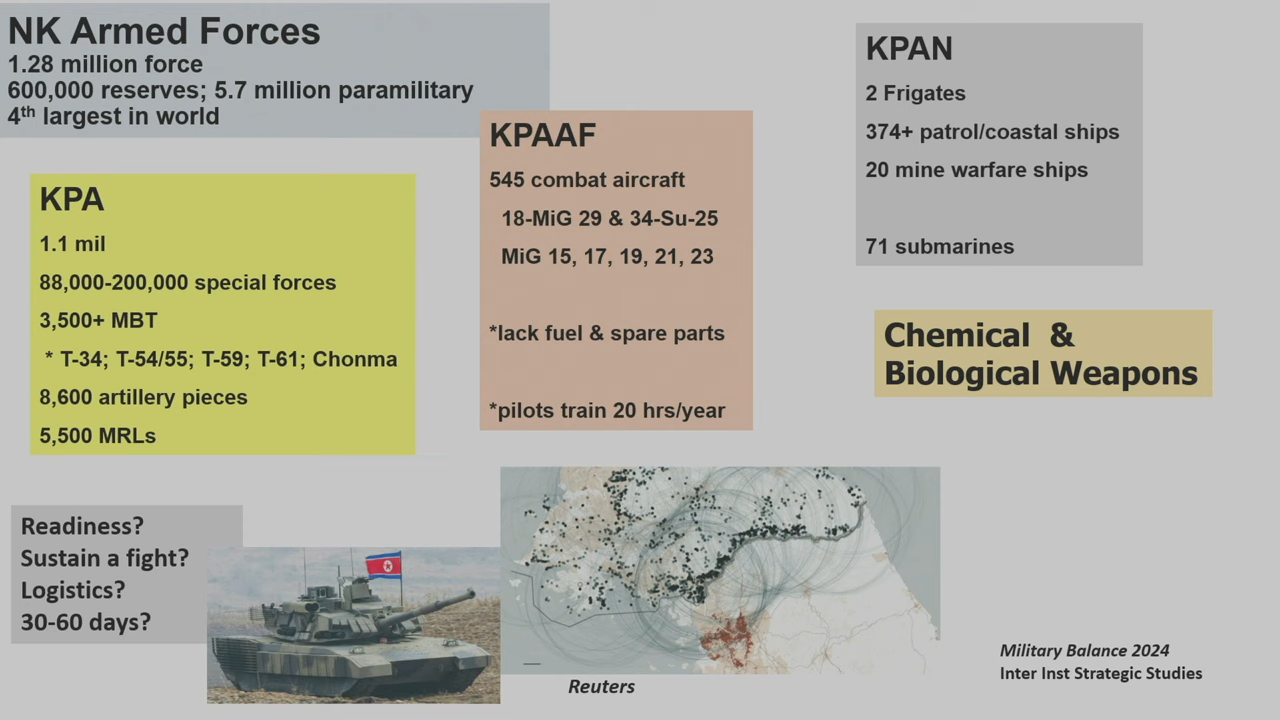 NK Armed Forces
1.28 million force
600,000 reserves; 5.7 million paramilitary
4th largest in world
KPA
1.1 mil
88,000-200,000 special forces
3,500+ MBT
* T-34; T-54/55; T-59; T-61; Chonma
8,600 artillery pieces
5,500 MRLs
KPAAF
545 combat aircraft
18-MiG 29 & 34-Su-25
MiG 15, 17, 19, 21, 23
*lack fuel & spare parts
*pilots train 20 hrs/year
KPAN
2 Frigates
374+ patrol/coastal ships
20 mine warfare ships
71 submarines
Chemical &
Biological Weapons
Readiness?
Sustain a fight?
Logistics?
30-60 days?
Reuters
Military Balance 2024
Inter Inst Strategic Studies